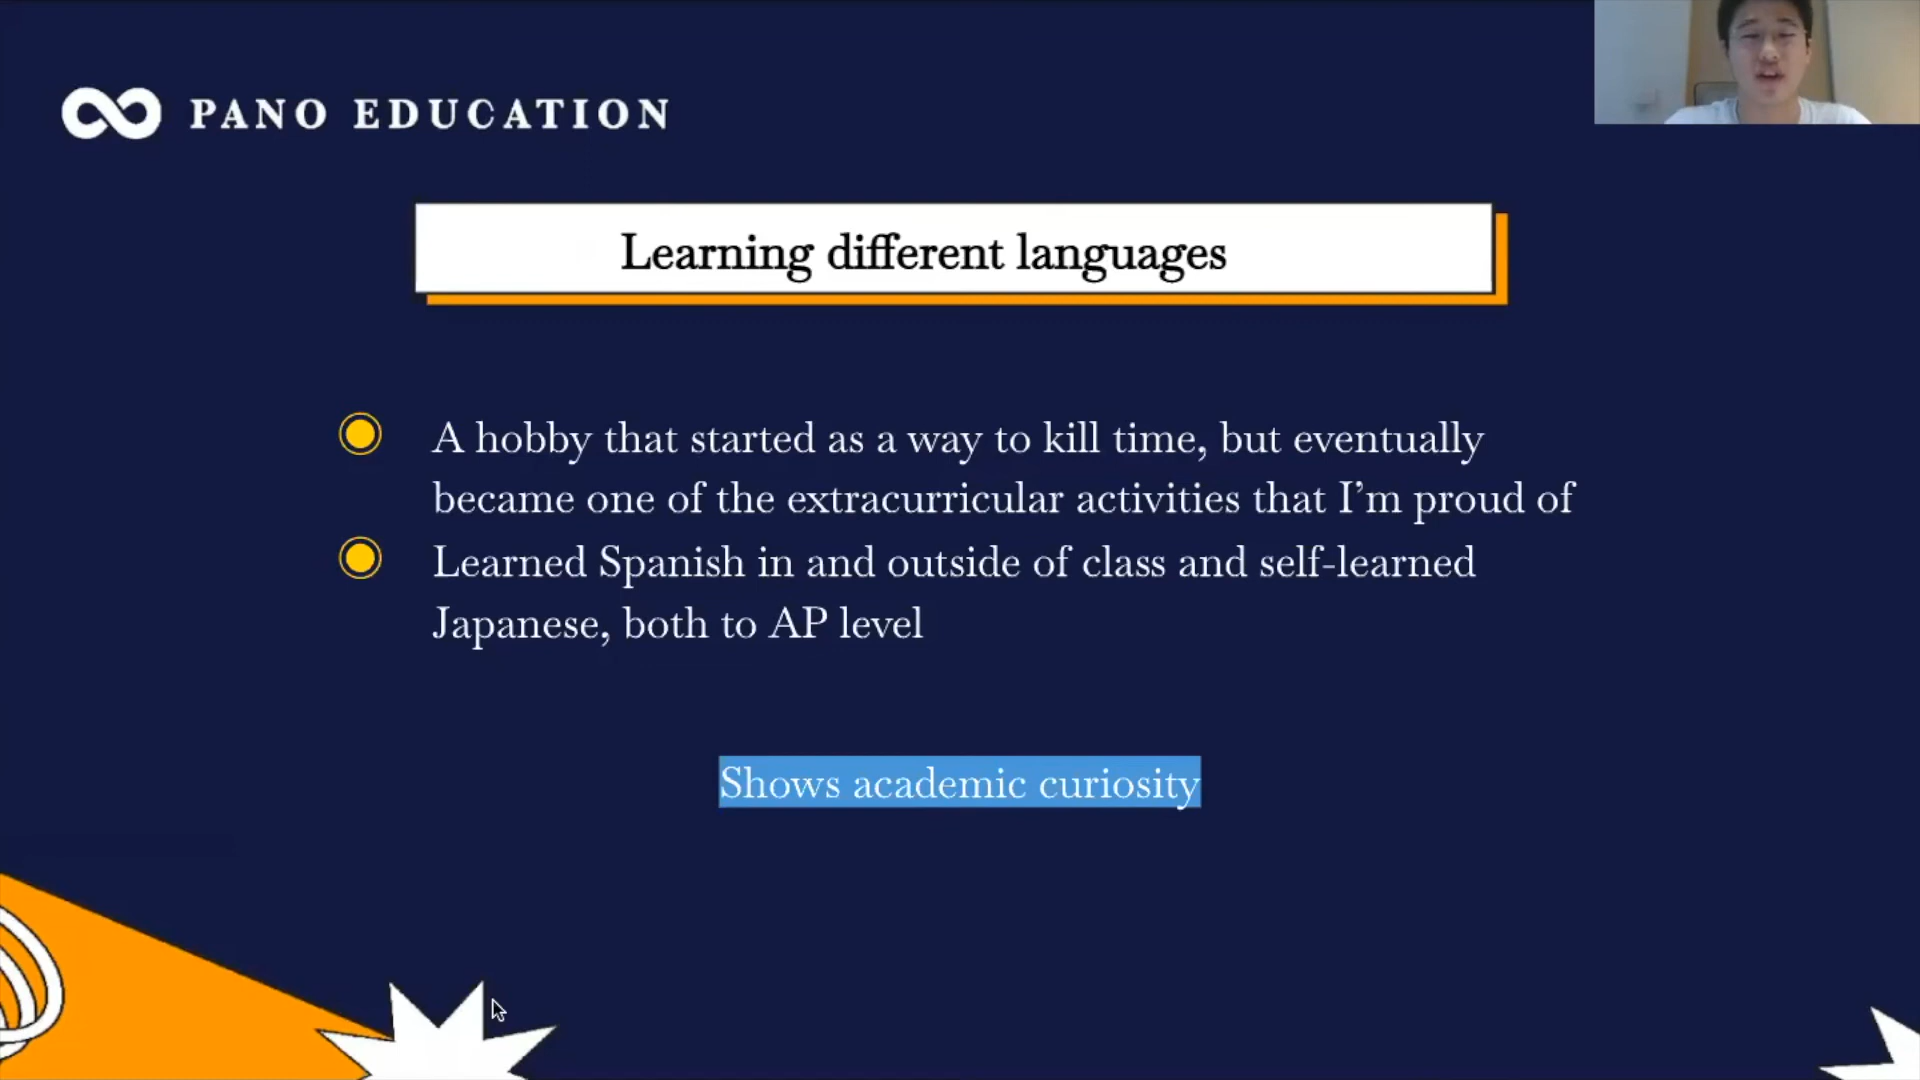 PANO EDUCATION
Learning different languages
A hobby that started as a way to kill time, but eventually
became one of the extracurricular activities that I’m proud of
Learned Spanish in and outside of class and self-learned
Japanese, both to AP level
Shows academic curiosity